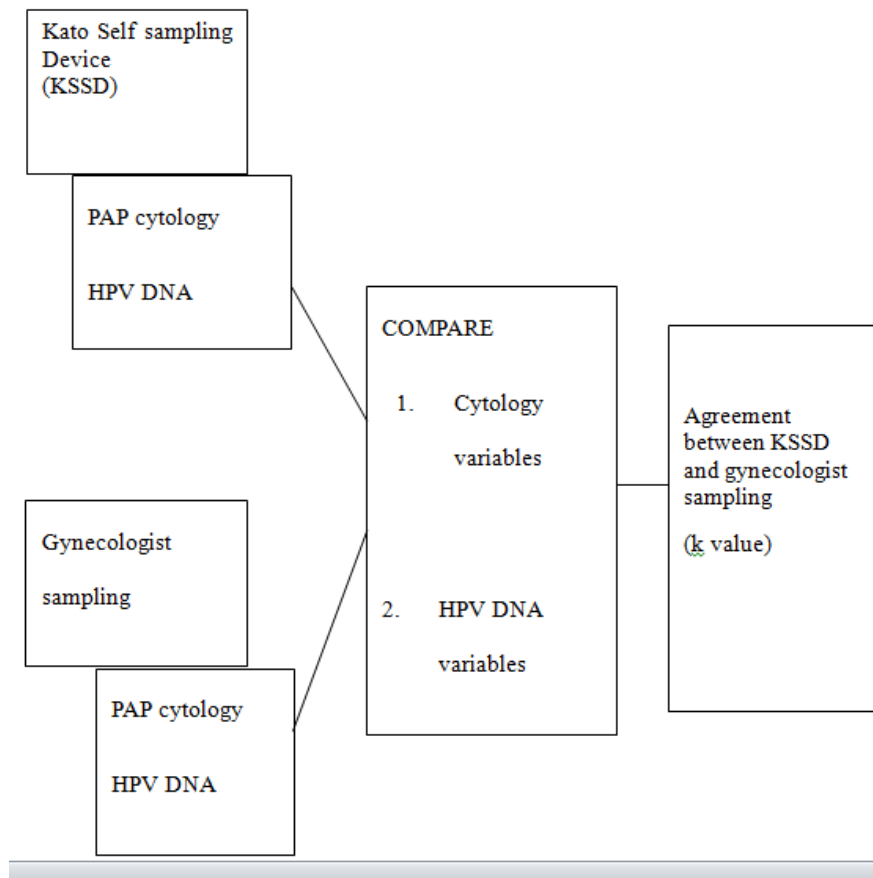 Kato Self sampling
Device
(KSSD)
PAP cytology
HPV DNA
Gynecologist
sampling
PAP cytology
HPV DNA
COMPARE
1. Cytology
variables
2. HPV DNA
variables
Agreement
between KSSD
and gynecologist
sampling
(k value)